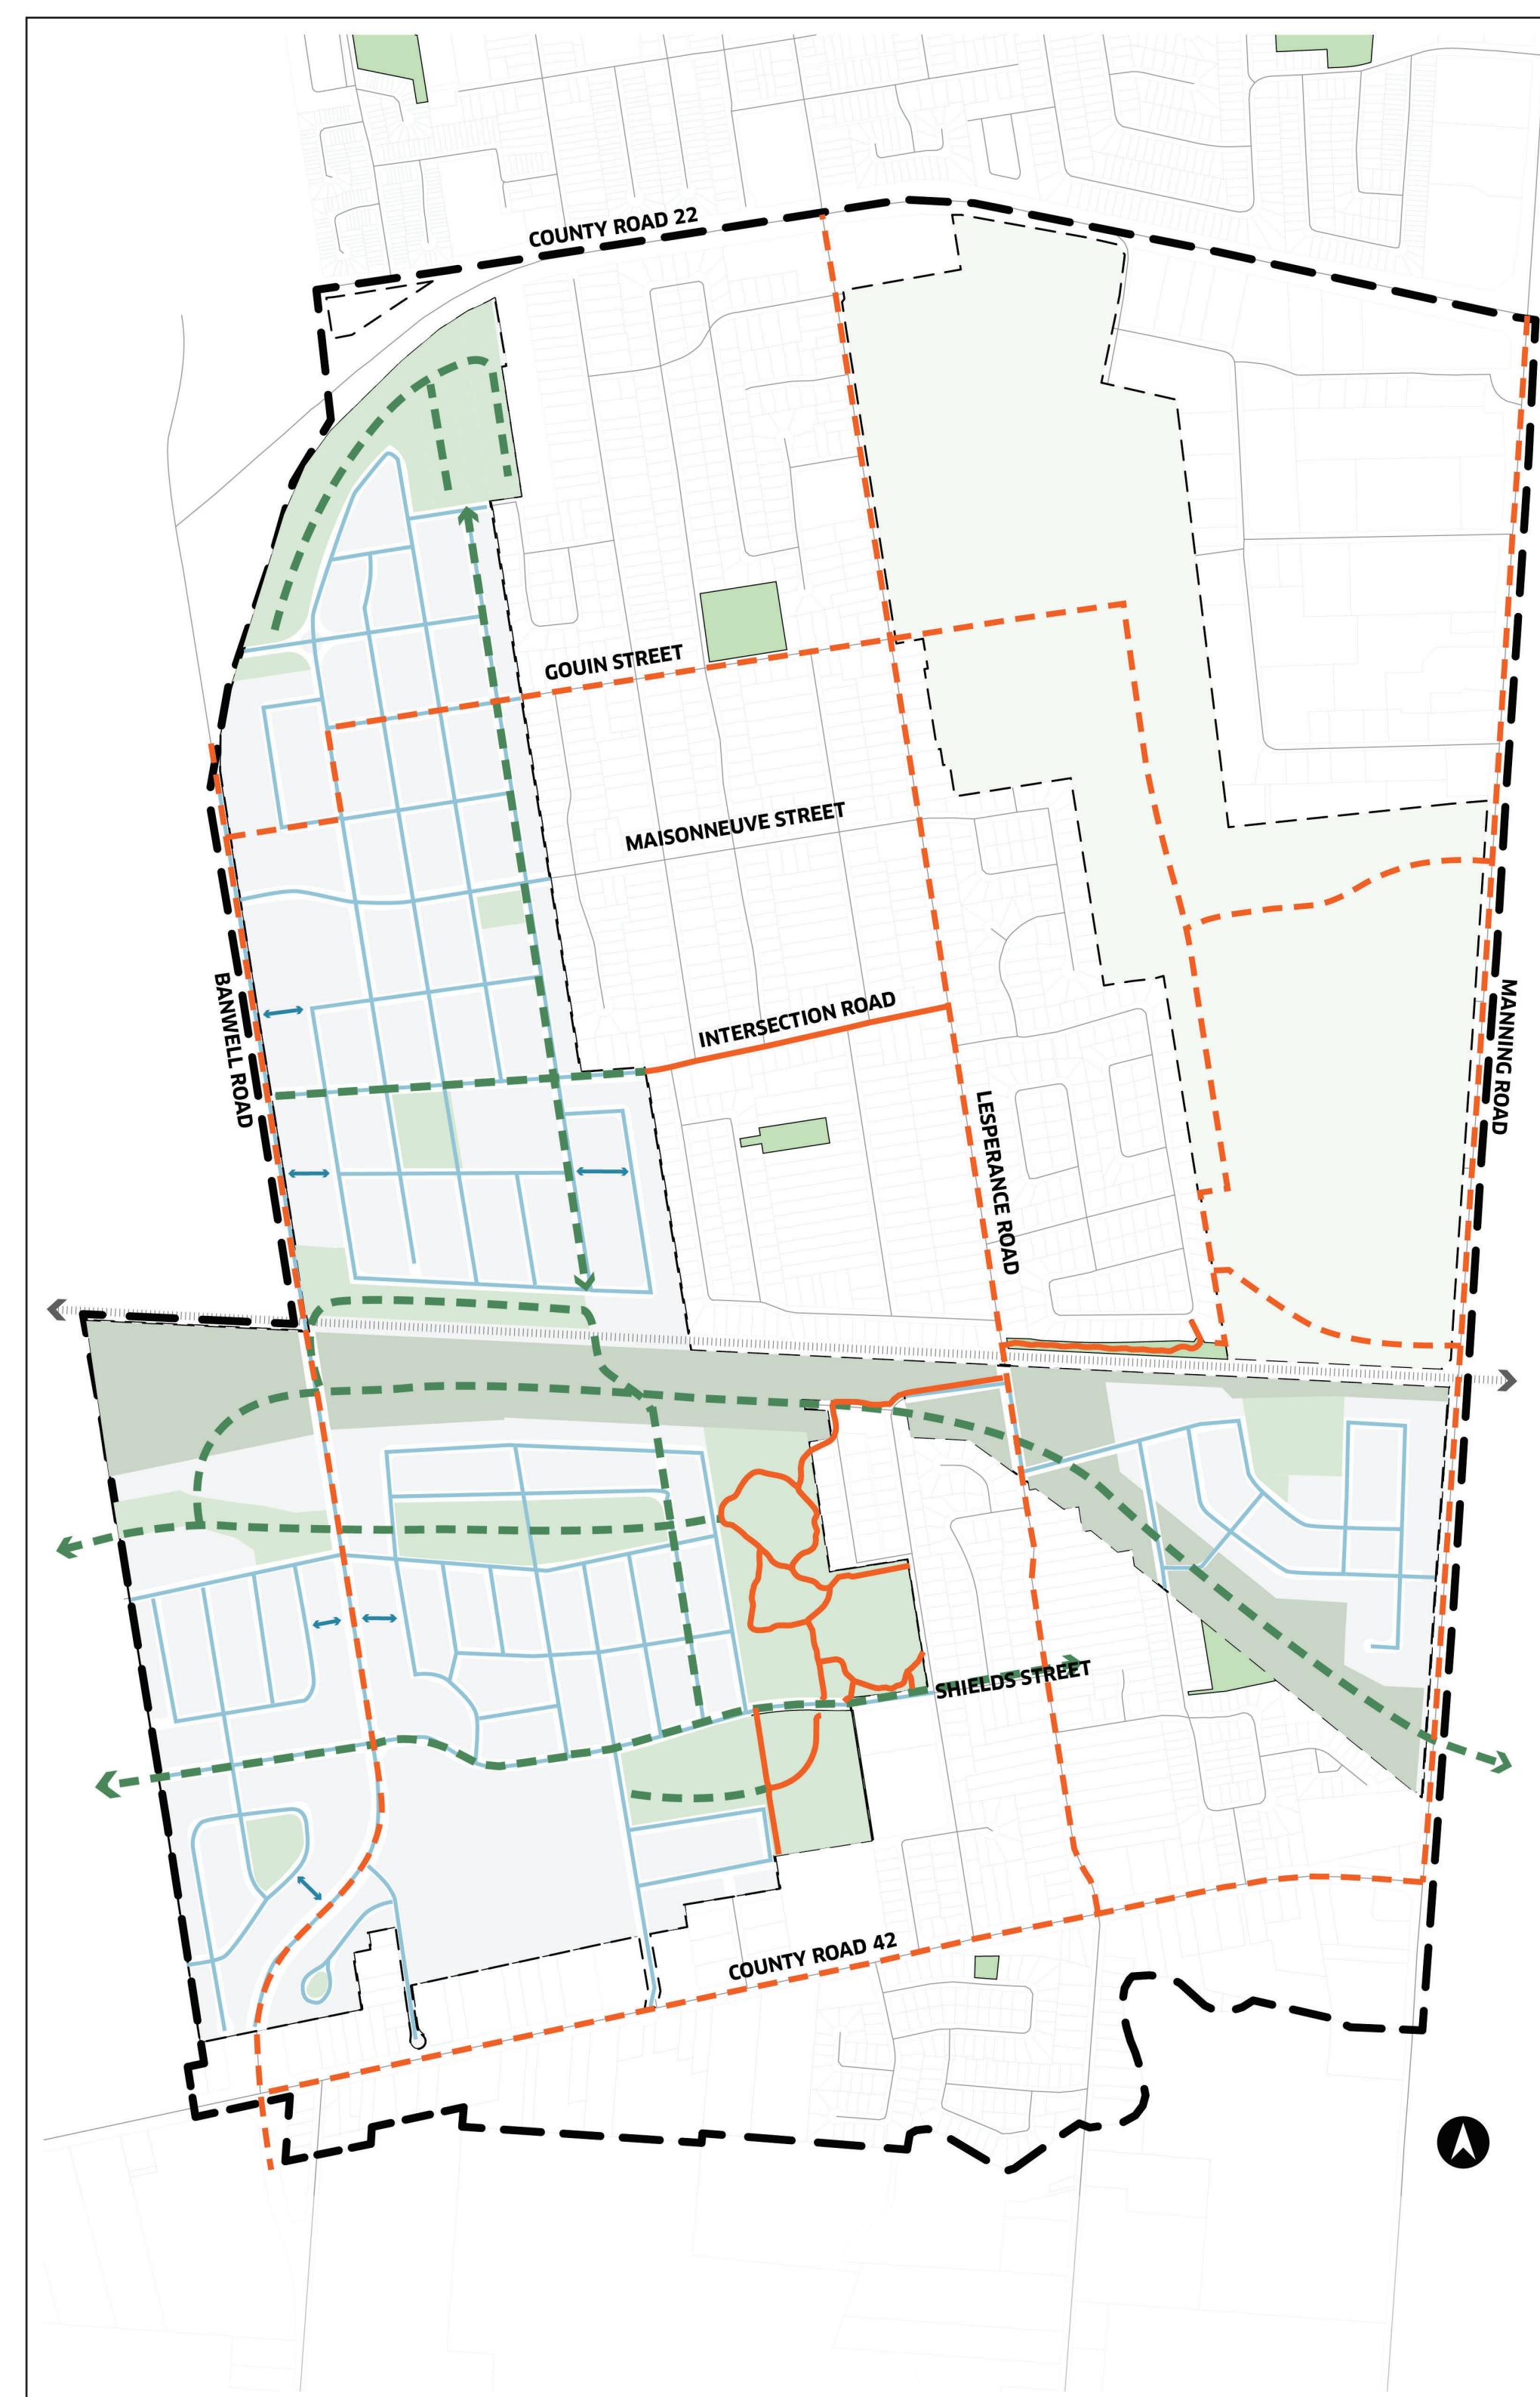 COUNTY ROAD 22
GOUIN STREET
MAISONNEUVE STREET
BANWELL ROAD
INTERSECTION ROAD
MANNING ROAD
LESPERANCE ROAD
SHIELDS STREET
COUNTY ROAD 42